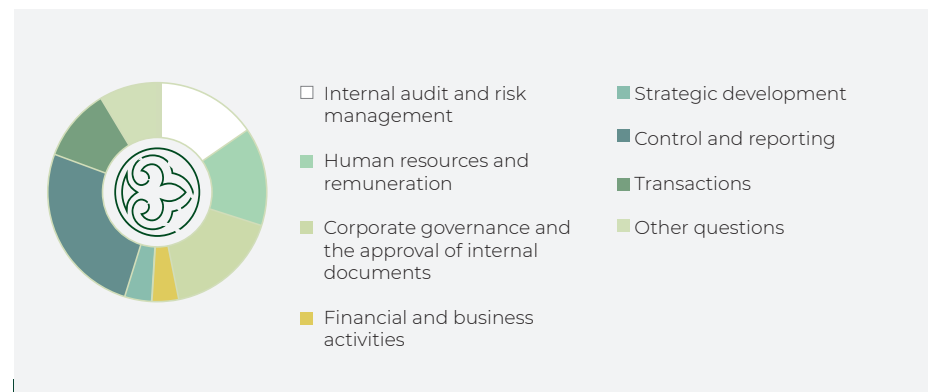 Internal audit and risk
management
Human resources and
remuneration
Corporate governance and
the approval of internal
documents
Financial and business
activities
Strategic development
Control and reporting
Transactions
Other questions